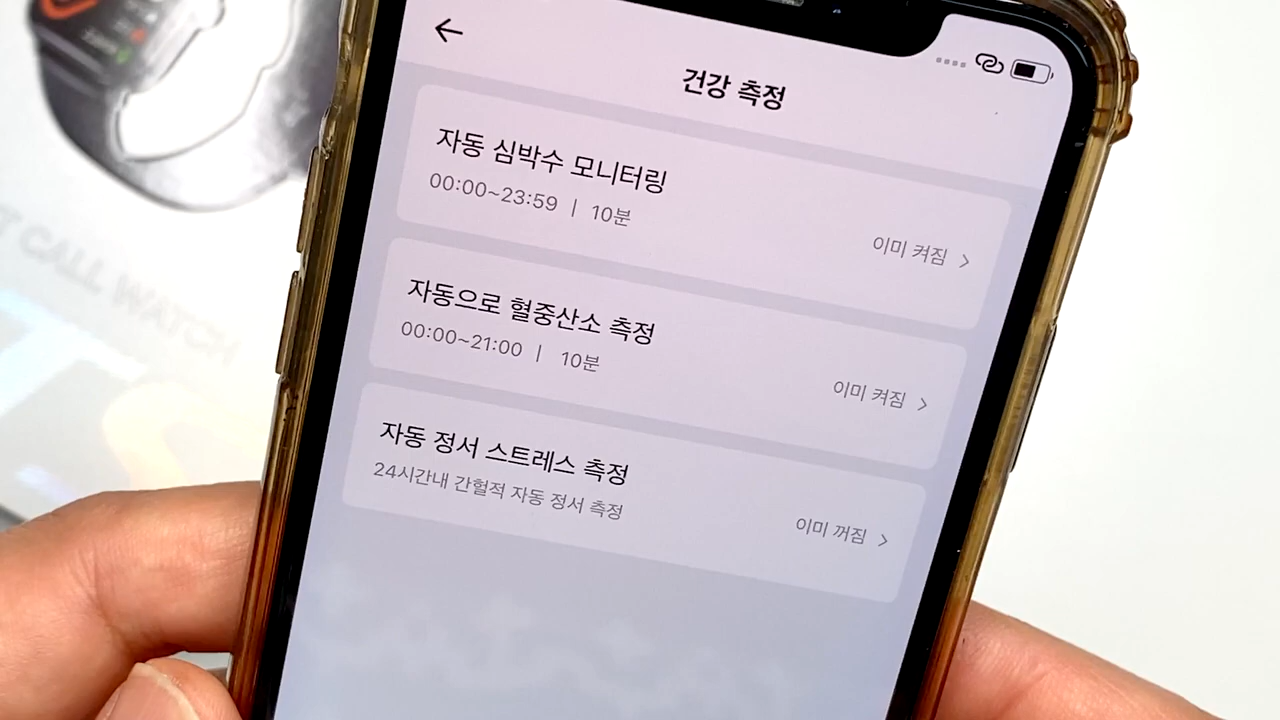 건강 측정
자동 심박수 모니터링
00:00~23:59 | 10분
이미 켜짐
자동으로 혈중산소 측정
00:00~21:00 | 10분
이미 켜짐
자동 정서 스트레스 측정
24시간내 간헐적 자동 정서 측정
이미 꺼짐
CALL WATCH